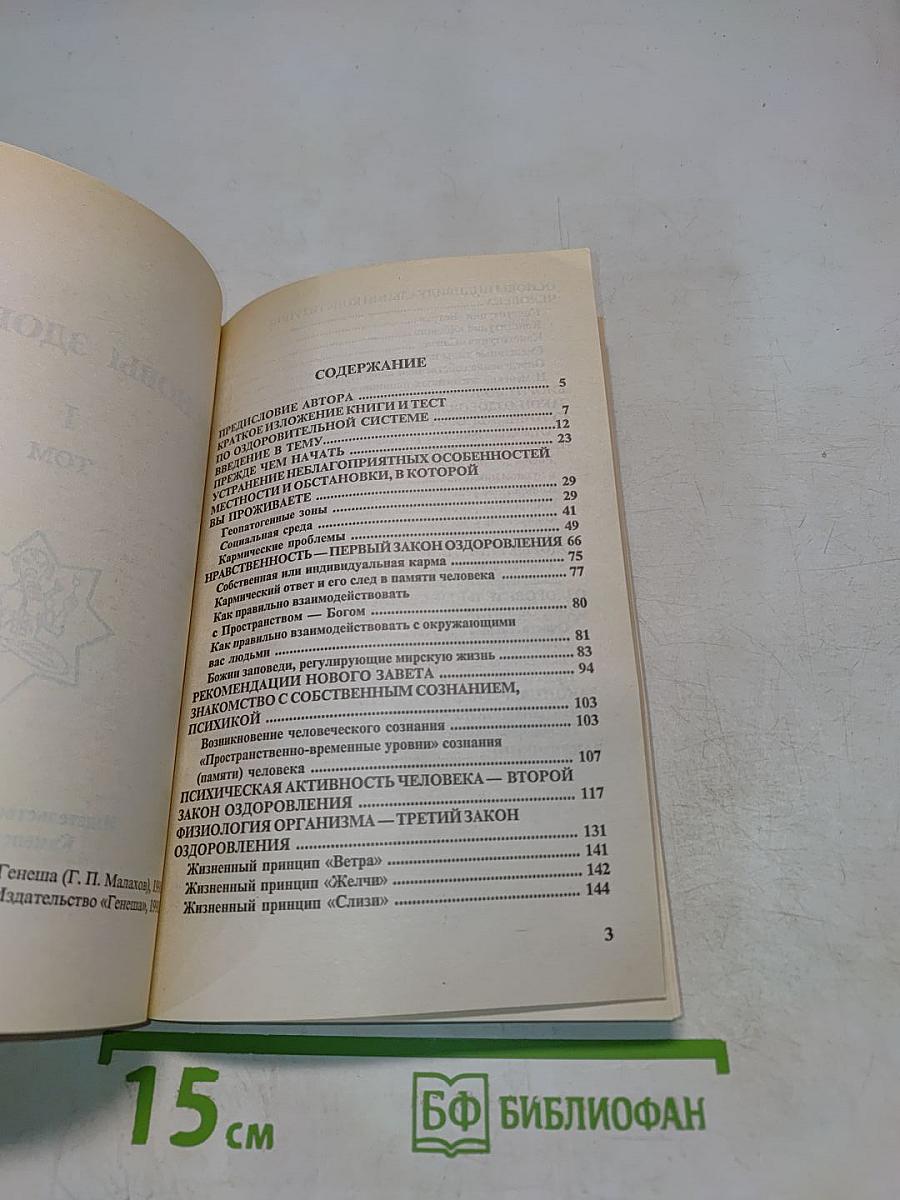 СОДЕРЖАНИЕ
ПРЕДИСЛОВИЕ АВТОРА ........ 5
КРАТКОЕ ИЗЛОЖЕНИЕ КНИГИ И ТЕСТ
ПО ОЗДОРОВИТЕЛЬНОЙ СИСТЕМЕ ........ 7
ВВЕДЕНИЕ В ТЕМУ........12
ПРЕЖДЕ ЧЕМ НАЧАТЬ ........ 23
УСТРАНЕНИЕ НЕБЛАГОПРИЯТНЫХ ОСОБЕННОСТЕЙ
МЕСТНОСТИ И ОБСТАНОВКИ, В КОТОРОЙ
ВЫ ПРОЖИВАЕТЕ ........ 29
Геопатогенные зоны ........ 29
Социальная среда ........ 41
Кармические проблемы ........ 49
НРАВСТВЕННОСТЬ — ПЕРВЫЙ ЗАКОН ОЗДОРОВЛЕНИЯ 66
Собственная или индивидуальная карма ........ 75
Кармический ответ и его след в памяти человека ........ 77
Как правильно взаимодействовать
с Пространством — Богом ........ 80
Как правильно взаимодействовать с окружающими
вас людьми ........ 81
Божии заповеди, регулирующие мирскую жизнь ........ 83
РЕКОМЕНДАЦИИ НОВОГО ЗАВЕТА ........ 94
ЗНАКОМСТВО С СОБСТВЕННЫМ СОЗНАНИЕМ,
ПСИХИКОЙ ........ 103
Возникновение человеческого сознания ........ 103
«Пространственно-временные уровни» сознания
(памяти) человека ........ 107
ПСИХИЧЕСКАЯ АКТИВНОСТЬ ЧЕЛОВЕКА — ВТОРОЙ
ЗАКОН ОЗДОРОВЛЕНИЯ ........ 117
ФИЗИОЛОГИЯ ОРГАНИЗМА — ТРЕТИЙ ЗАКОН
ОЗДОРОВЛЕНИЯ ........ 131
Жизненный принцип «Ветра» ........ 141
Жизненный принцип «Желчи» ........ 142
Жизненный принцип «Слизи» ........ 144
3
Генеша (Г. П. Малахов),
Издательство «Генеша»,
15 см
БФ БИБЛИОФАН